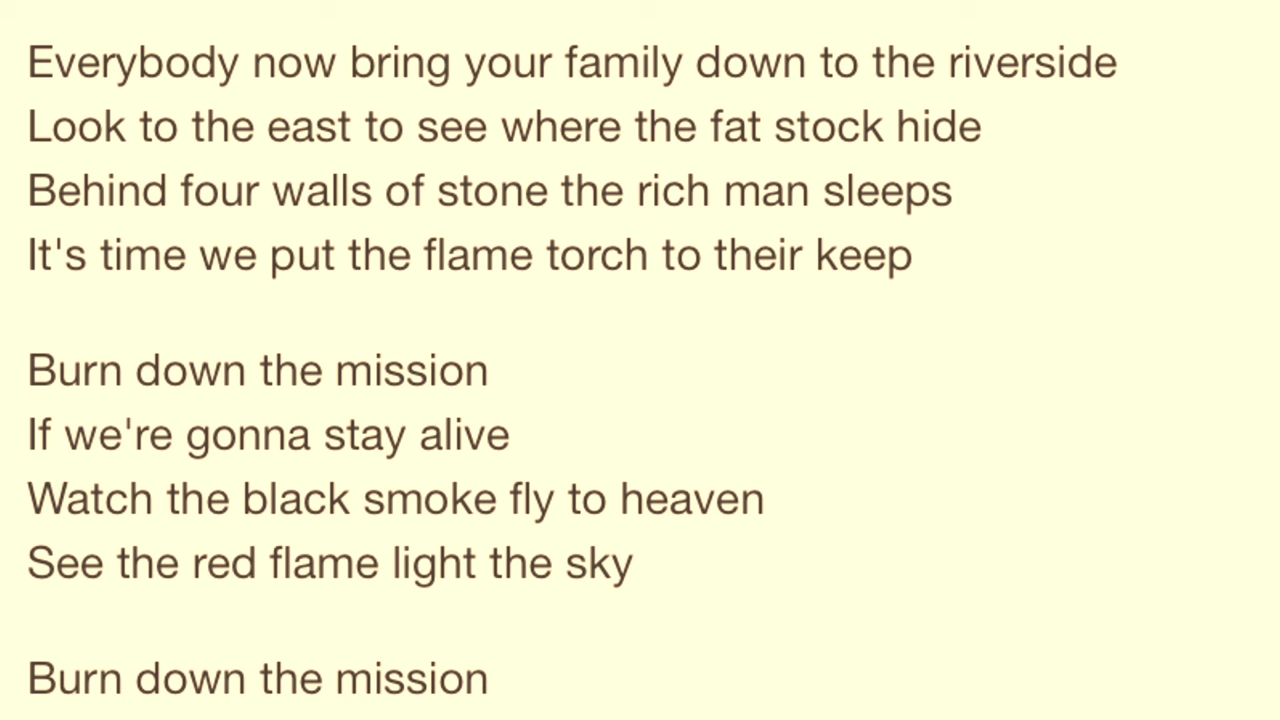 Everybody now bring your family down to the riverside
Look to the east to see where the fat stock hide
Behind four walls of stone the rich man sleeps
It's time we put the flame torch to their keep
Burn down the mission
If we're gonna stay alive
Watch the black smoke fly to heaven
See the red flame light the sky
Burn down the mission